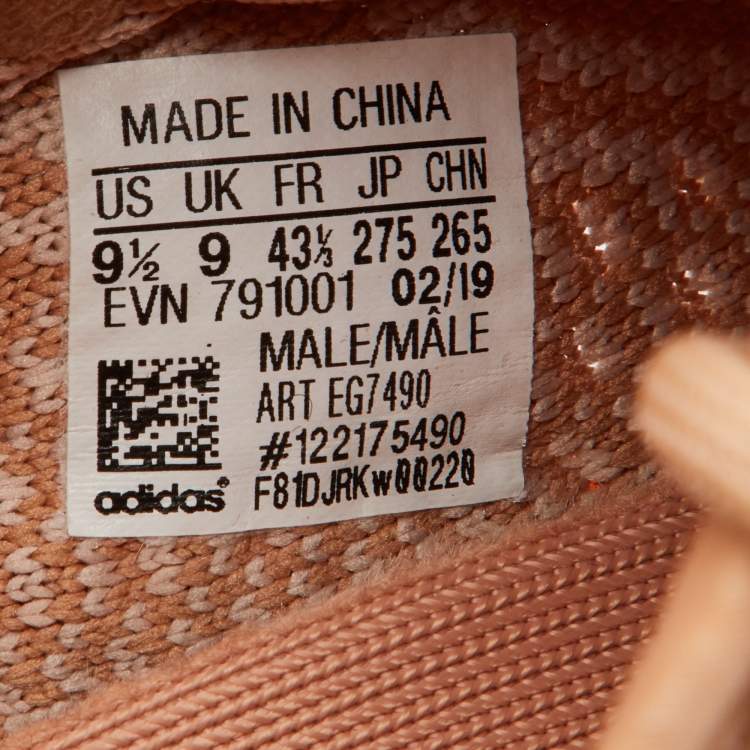 MADE IN CHINA
US UK FR JP CHN
9½ 9 43⅓ 275 265
EVN 791001 02/19
MALE/MÂLE
ART EG7490
#122175490
adidas® F81DJRKw00220